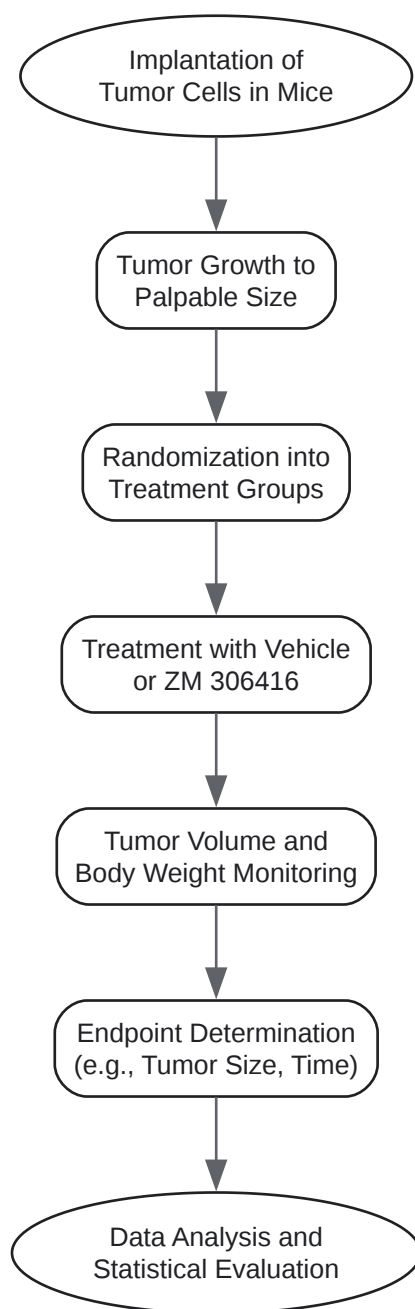 Implantation of
Tumor Cells in Mice
Tumor Growth to
Palpable Size
Randomization into
Treatment Groups
Treatment with Vehicle
or ZM 306416
Tumor Volume and
Body Weight Monitoring
Endpoint Determination
(e.g., Tumor Size, Time)
Data Analysis and
Statistical Evaluation